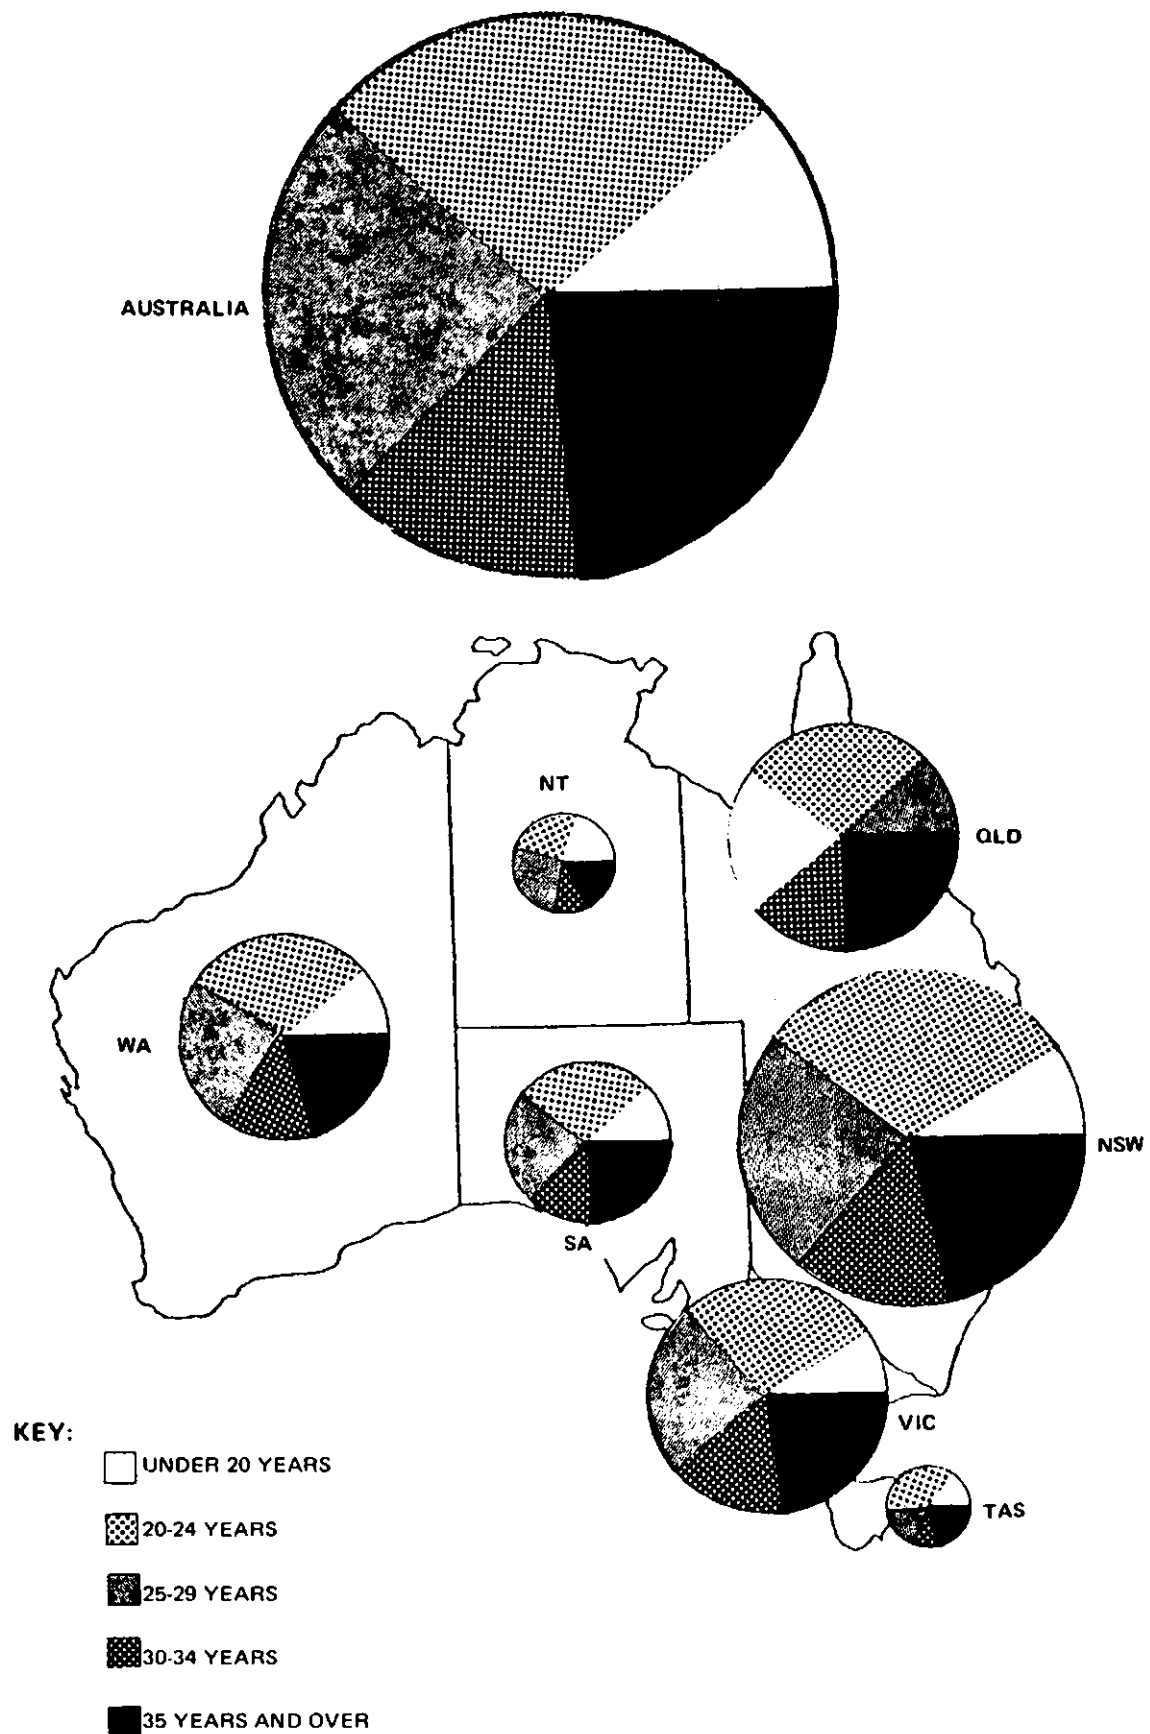 AUSTRALIA
NT
QLD
WA
NSW
SA
VIC
TAS
KEY:
UNDER 20 YEARS
20-24 YEARS
25-29 YEARS
30-34 YEARS
35 YEARS AND OVER